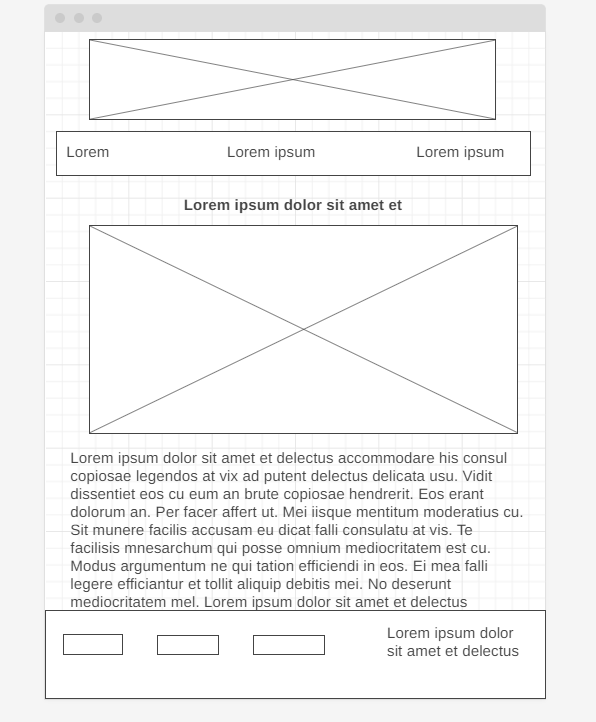 Lorem
Lorem ipsum
Lorem ipsum
Lorem ipsum dolor sit amet et
Lorem ipsum dolor sit amet et delectus accommodare his consul
copiosae legendos at vix ad putent delectus delicata usu. Vidit
dissentiet eos cu eum an brute copiosae hendrerit. Eos erant
dolorum an. Per facer affert ut. Mei iisque mentitum moderatius cu.
Sit munere facilis accusam eu dicat falli consulatu at vis. Te
facilisis mnesarchum qui posse omnium mediocritatem est cu.
Modus argumentum ne qui tation efficiendi in eos. Ei mea falli
legere efficiantur et tollit aliquip debitis mei. No deserunt
mediocritatem mel. Lorem ipsum dolor sit amet et delectus
Lorem ipsum dolor
sit amet et delectus